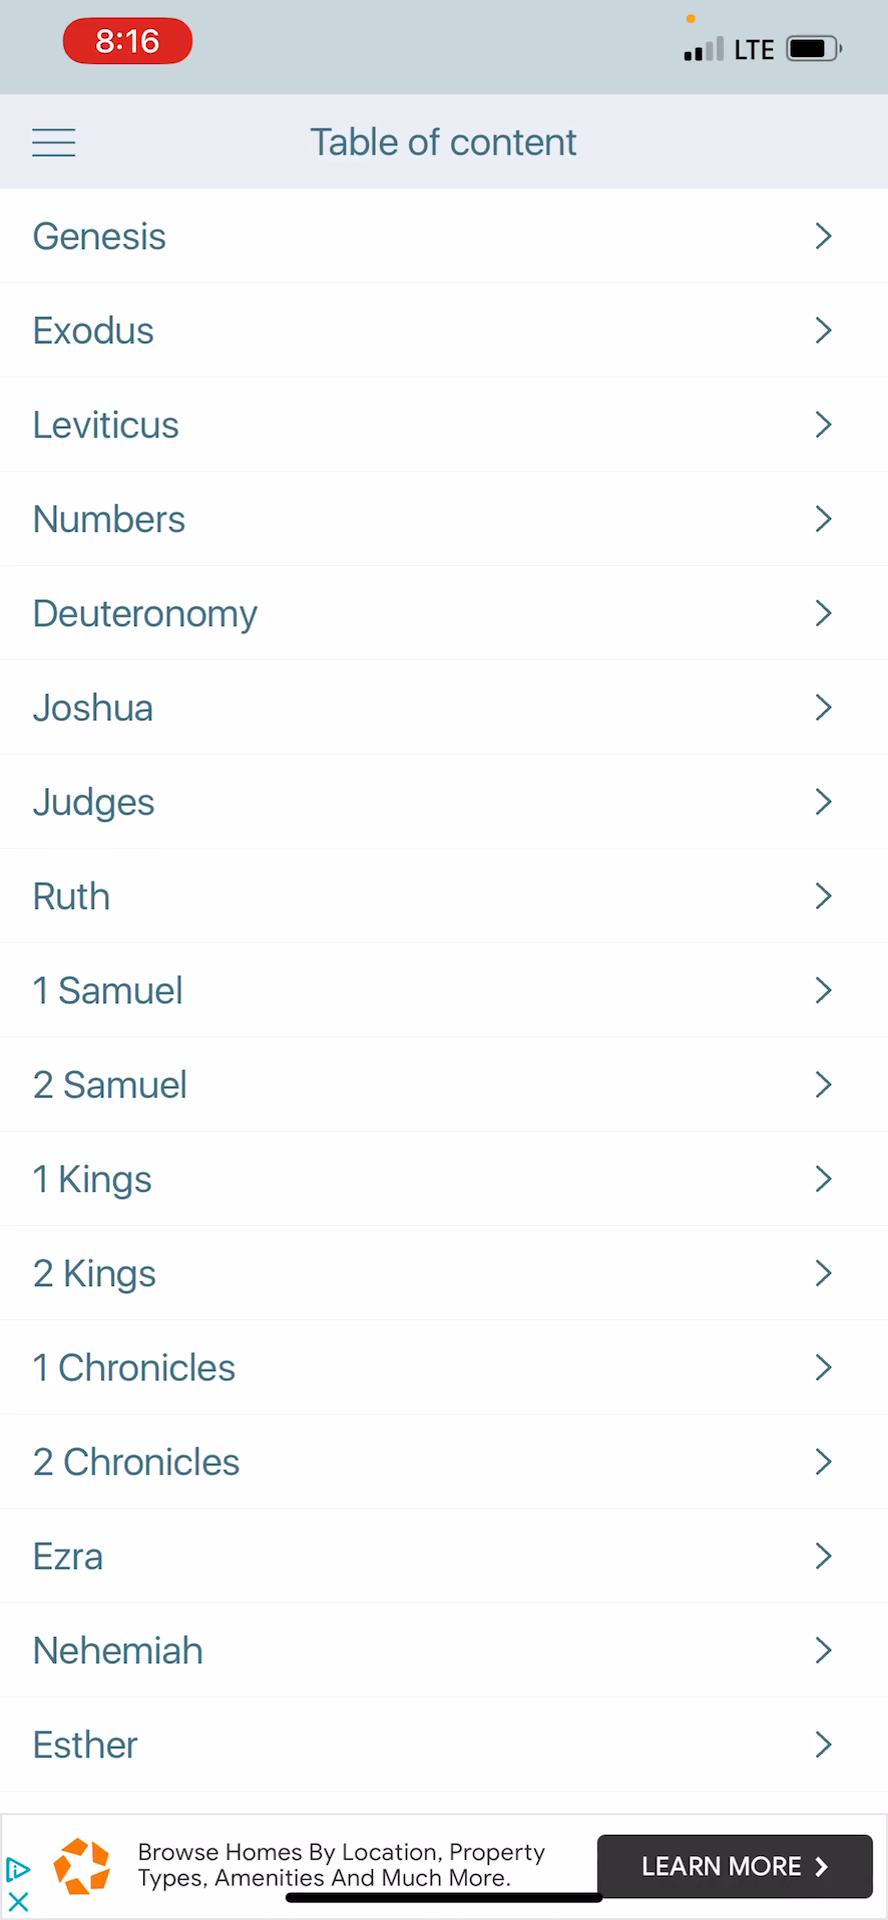 8:16
LTE
Table of content
Genesis
Exodus
Leviticus
Numbers
Deuteronomy
Joshua
Judges
Ruth
1 Samuel
2 Samuel
1 Kings
2 Kings
1 Chronicles
2 Chronicles
Ezra
Nehemiah
Esther
Browse Homes By Location, Property
Types, Amenities And Much More.
LEARN MORE